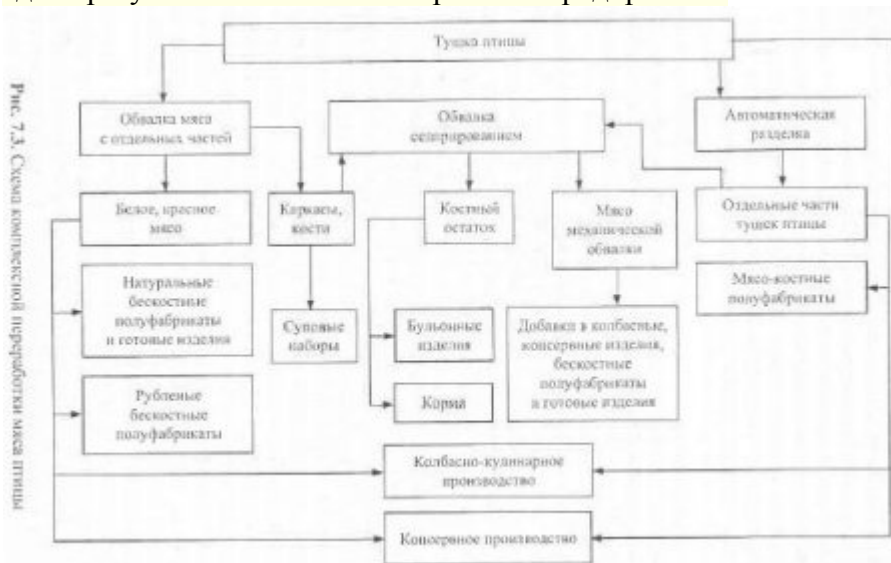 Тушка птицы
Обвалка мяса
с отдельных частей
Обвалка
сепарированием
Автоматическая
разделка
Белое, красное
мясо
Каркасы,
кости
Костный
остаток
Мясо
механической
обвалки
Отдельные части
тушек птицы
Натуральные
бескостные
полуфабрикаты
и готовые изделия
Суповые
наборы
Бульонные
изделия
Добавка в колбасные,
консервные изделия,
бескостные
полуфабрикаты
и готовые изделия
Мясо-костные
полуфабрикаты
Рубленые
бескостные
полуфабрикаты
Корма
Колбасно-кулинарное
производство
Консервное производство
Рис. 7.3. Схема комплексной переработки мяса птицы